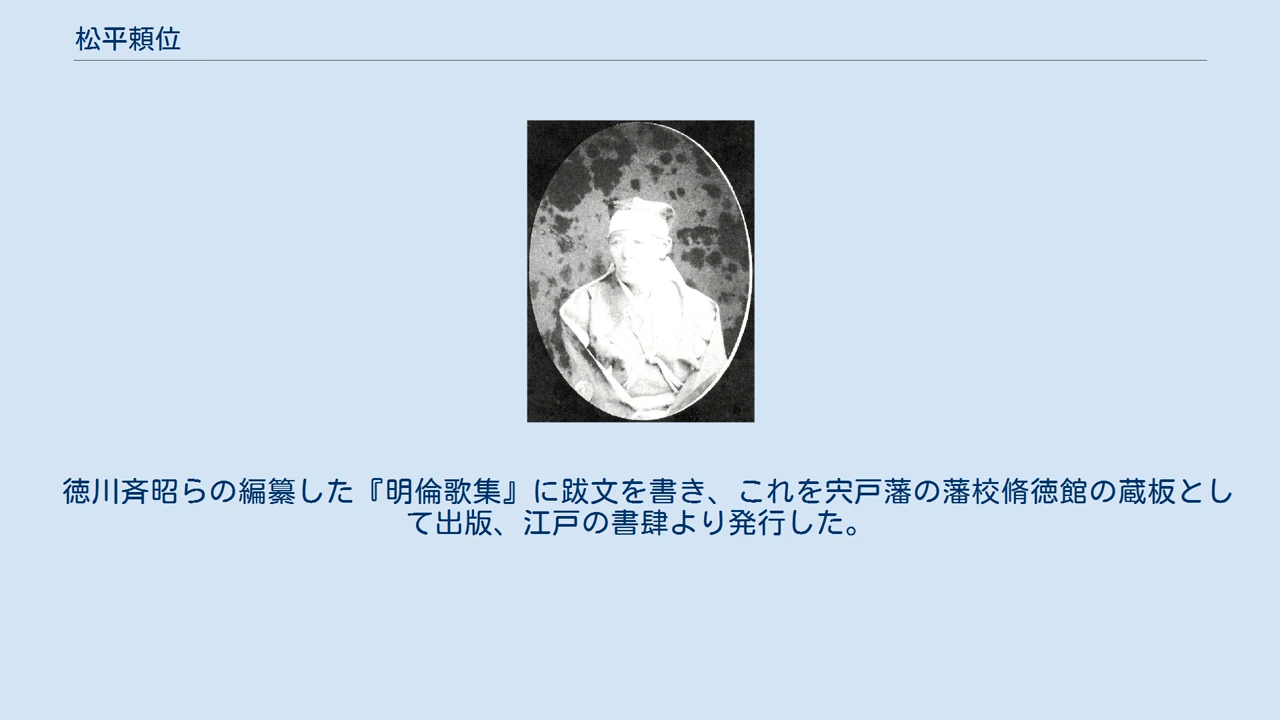 松平頼位
徳川斉昭らの編纂した『明倫歌集』に跋文を書き、これを宍戸藩の藩校脩徳館の蔵板とし
て出版、江戸の書肆より発行した。